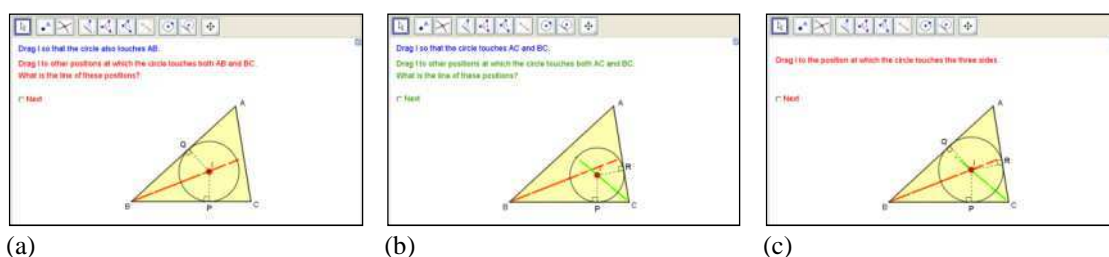 Drag I so that the circle also touches AB.
Drag I to other positions at which the circle touches both AB and BC.
What is the line of these positions?
Next
A
Q
I
B
P
C
(a)
Drag I so that the circle touches AC and BC.
Drag I to other positions at which the circle touches both AC and BC.
What is the line of these positions?
Next
A
R
B
P
C
(b)
Drag I to the position at which the circle touches the three sides.
Next
A
Q
I
R
B
P
C
(c)